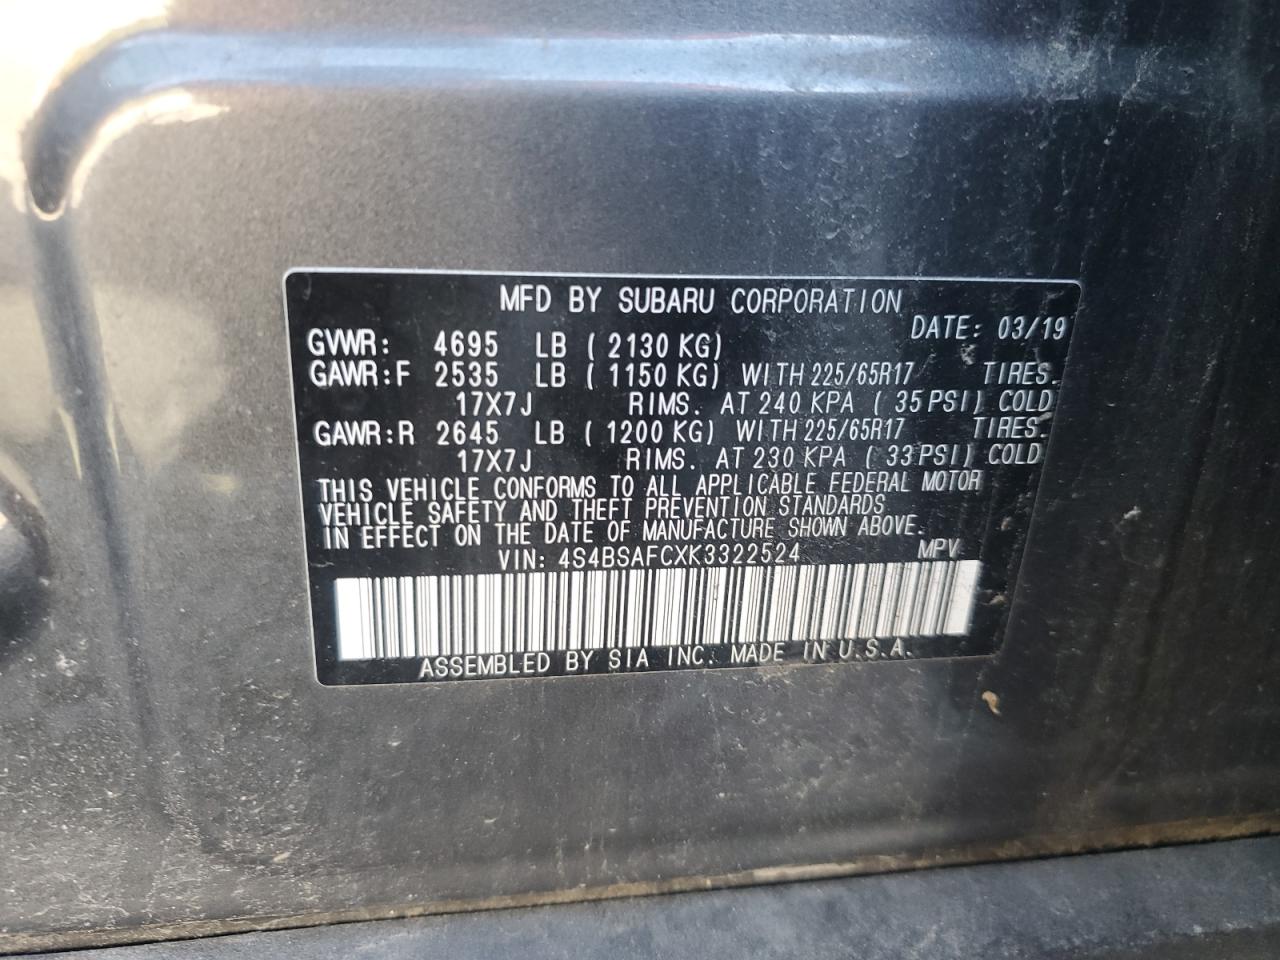 MFD BY SUBARU CORPORATION
DATE: 03/19
GVWR: 4695 LB ( 2130 KG)
GAWR:F 2535 LB ( 1150 KG) WITH 225/65R17 TIRES.
17X7J RIMS. AT 240 KPA ( 35 PSI) COLD
GAWR:R 2645 LB ( 1200 KG) WITH 225/65R17 TIRES.
17X7J RIMS. AT 230 KPA ( 33 PSI) COLD
THIS VEHICLE CONFORMS TO ALL APPLICABLE FEDERAL MOTOR
VEHICLE SAFETY AND THEFT PREVENTION STANDARDS
IN EFFECT ON THE DATE OF MANUFACTURE SHOWN ABOVE.
VIN: 4S4BSAFCXK3322524 MPV
ASSEMBLED BY SIA INC. MADE IN U.S.A.